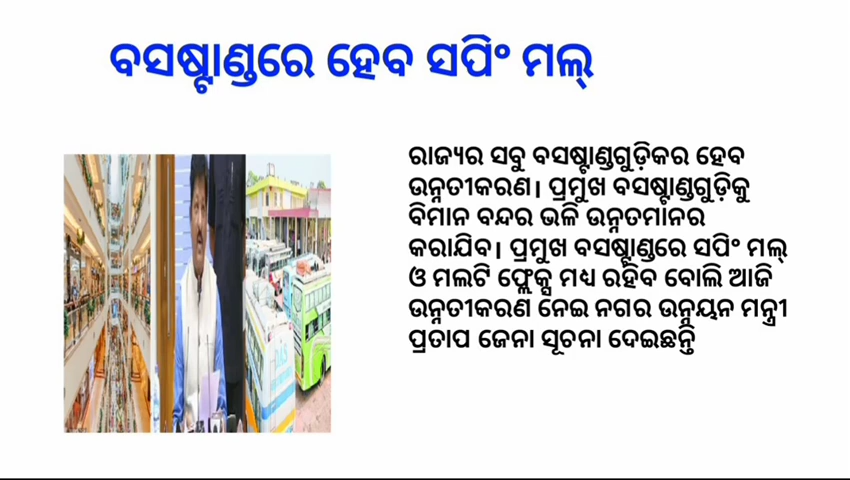 ବସଷ୍ଟାଣ୍ଡରେ ହେବ ସପିଂ ମଲ୍
ରାଜ୍ୟର ସବୁ ବସଷ୍ଟାଣ୍ଡଗୁଡ଼ିକର ହେବ
ଉନ୍ନତୀକରଣ। ପ୍ରମୁଖ ବସଷ୍ଟାଣ୍ଡଗୁଡ଼ିକୁ
ବିମାନ ବନ୍ଦର ଭଳି ଉନ୍ନତମାନର
କରାଯିବ। ପ୍ରମୁଖ ବସଷ୍ଟାଣ୍ଡରେ ସପିଂ ମଲ୍
ଓ ମଲଟି ଫ୍ଲେକ୍ସ ମଧ୍ୟ ରହିବ ବୋଲି ଆଜି
ଉନ୍ନତୀକରଣ ନେଇ ନଗର ଉନ୍ନୟନ ମନ୍ତ୍ରୀ
ପ୍ରତାପ ଜେନା ସୂଚନା ଦେଇଛନ୍ତି